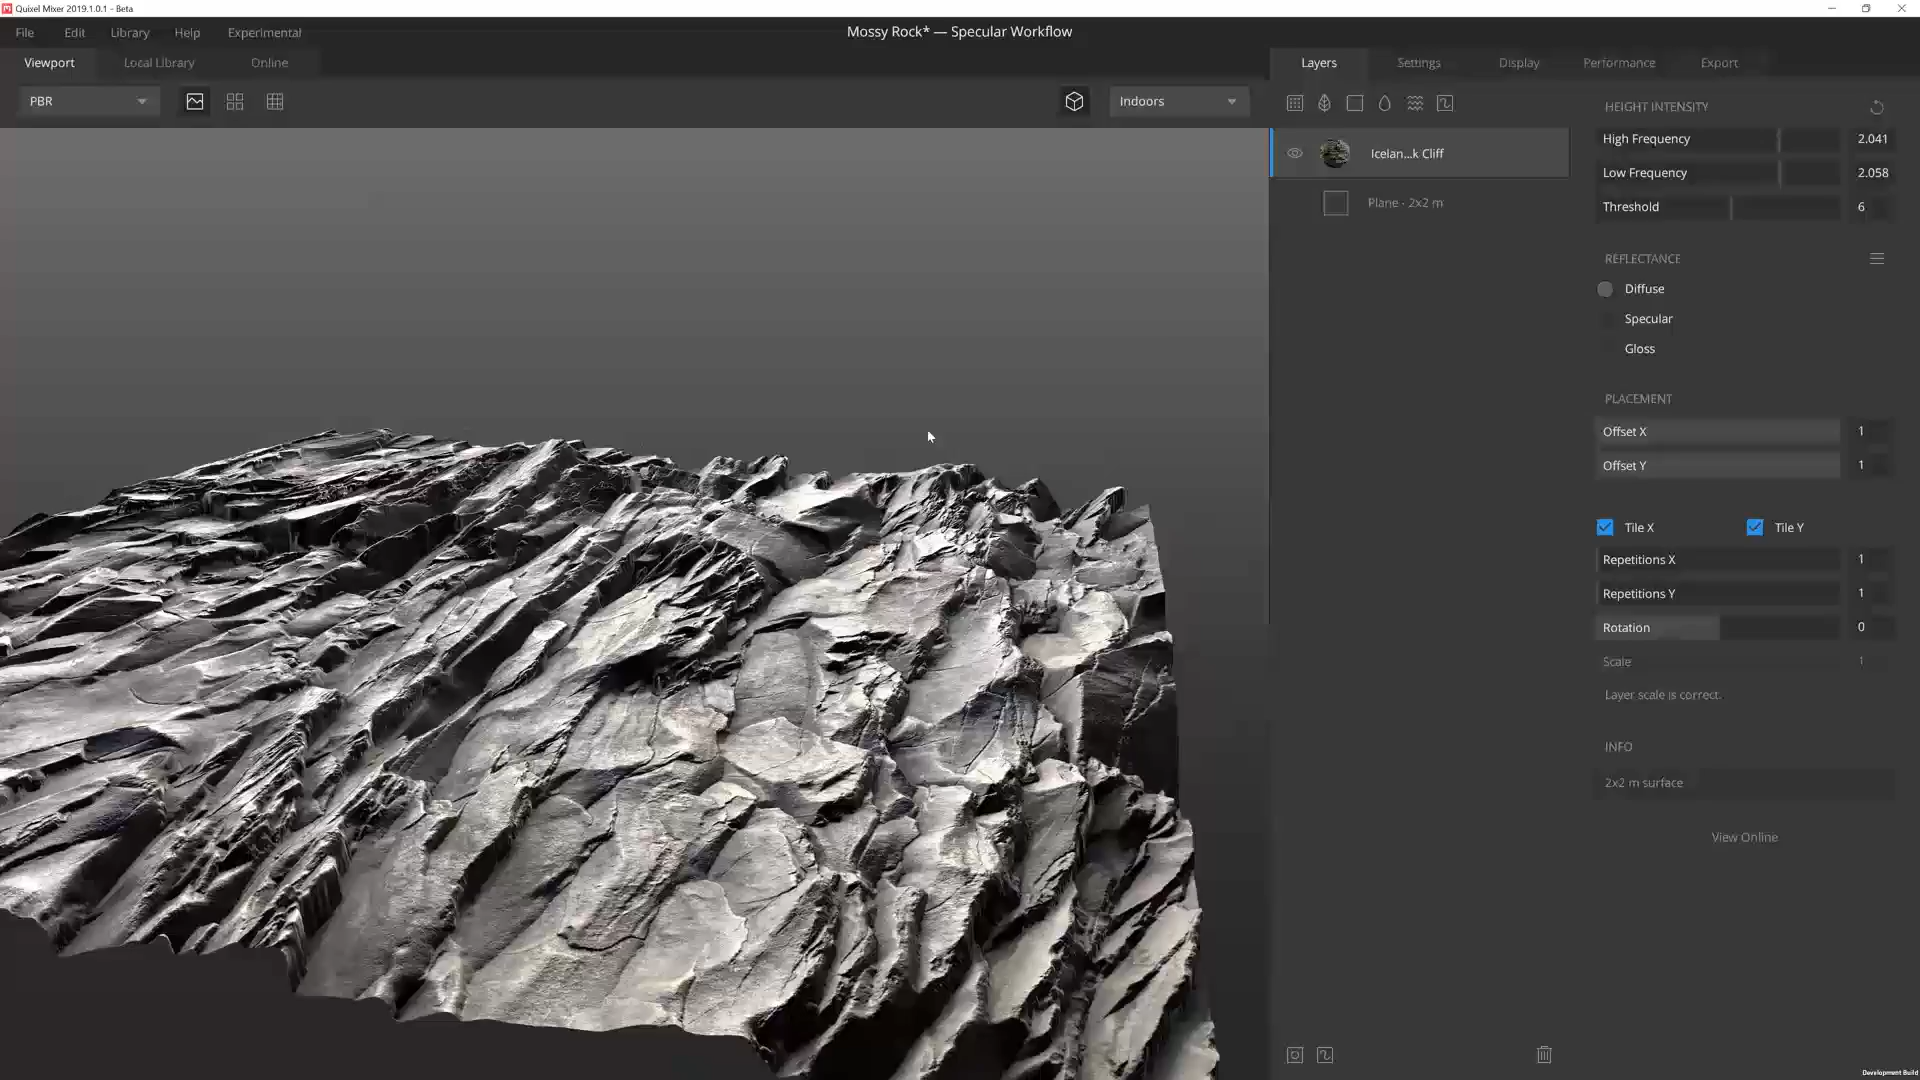 Quixel Mixer 2019.1.0.1 - Beta
File Edit Library Help Experimental
Mossy Rock* — Specular Workflow
Viewport Local Library Online
Layers Settings Display Performance Export
PBR
Indoors
HEIGHT INTENSITY
High Frequency 2.041
Low Frequency 2.058
Threshold 6
Icelan...k Cliff
Plane - 2x2 m
REFLECTANCE
Diffuse
Specular
Gloss
PLACEMENT
Offset X 1
Offset Y 1
Tile X Tile Y
Repetitions X 1
Repetitions Y 1
Rotation 0
Scale 1
Layer scale is correct.
INFO
2x2 m surface
View Online
Development Build